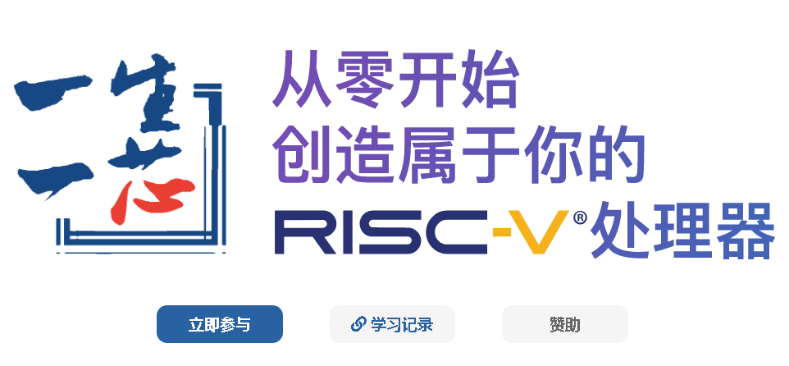 一生一芯
从零开始
创造属于你的
RISC-V®处理器
立即参与
学习记录
赞助